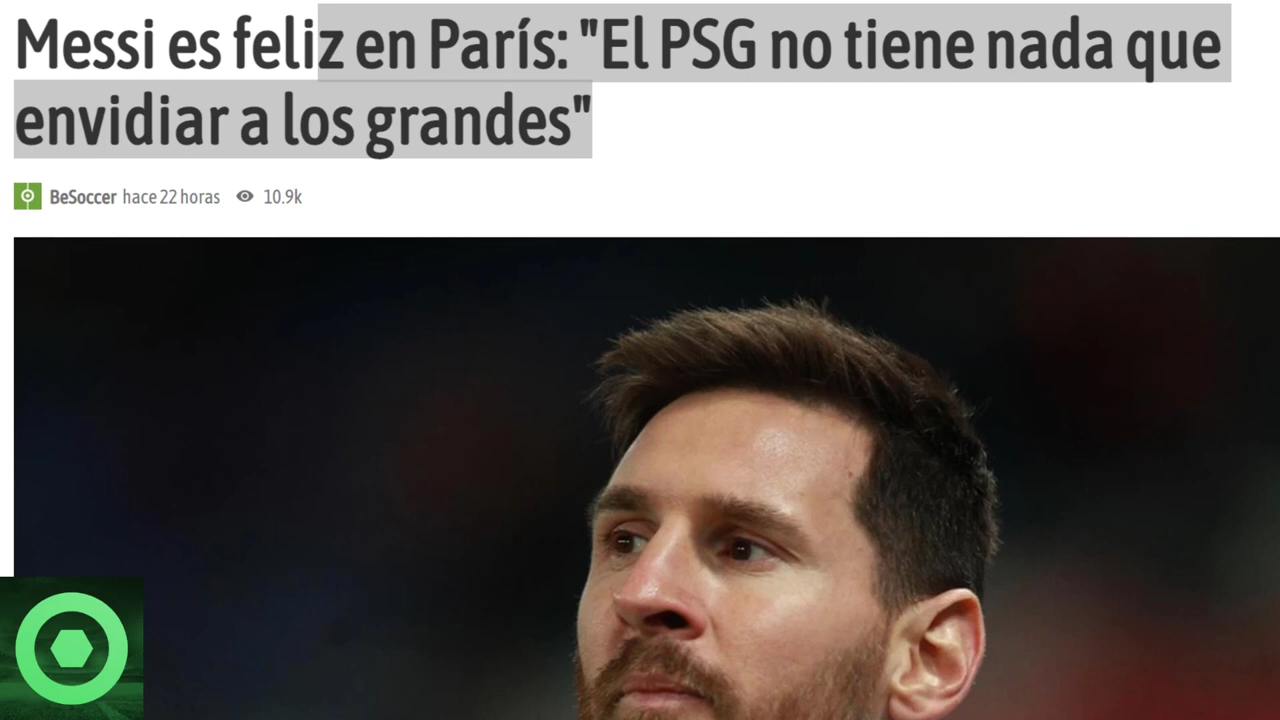 Messi es feliz en París: "El PSG no tiene nada que
envidiar a los grandes"
BeSoccer hace 22 horas 10.9k